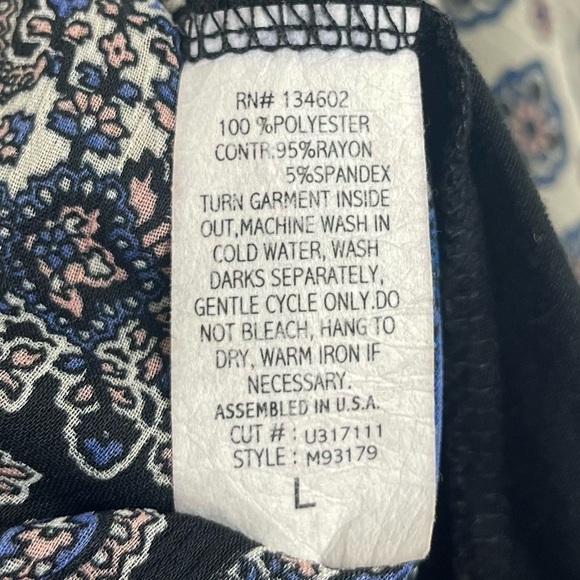 RN# 134602
100 %POLYESTER
CONTR:95%RAYON
5%SPANDEX
TURN GARMENT INSIDE
OUT,MACHINE WASH IN
COLD WATER, WASH
DARKS SEPARATELY,
GENTLE CYCLE ONLY.DO
NOT BLEACH, HANG TO
DRY, WARM IRON IF
NECESSARY.
ASSEMBLED IN U.S.A.
CUT # : U317111
STYLE : M93179
L